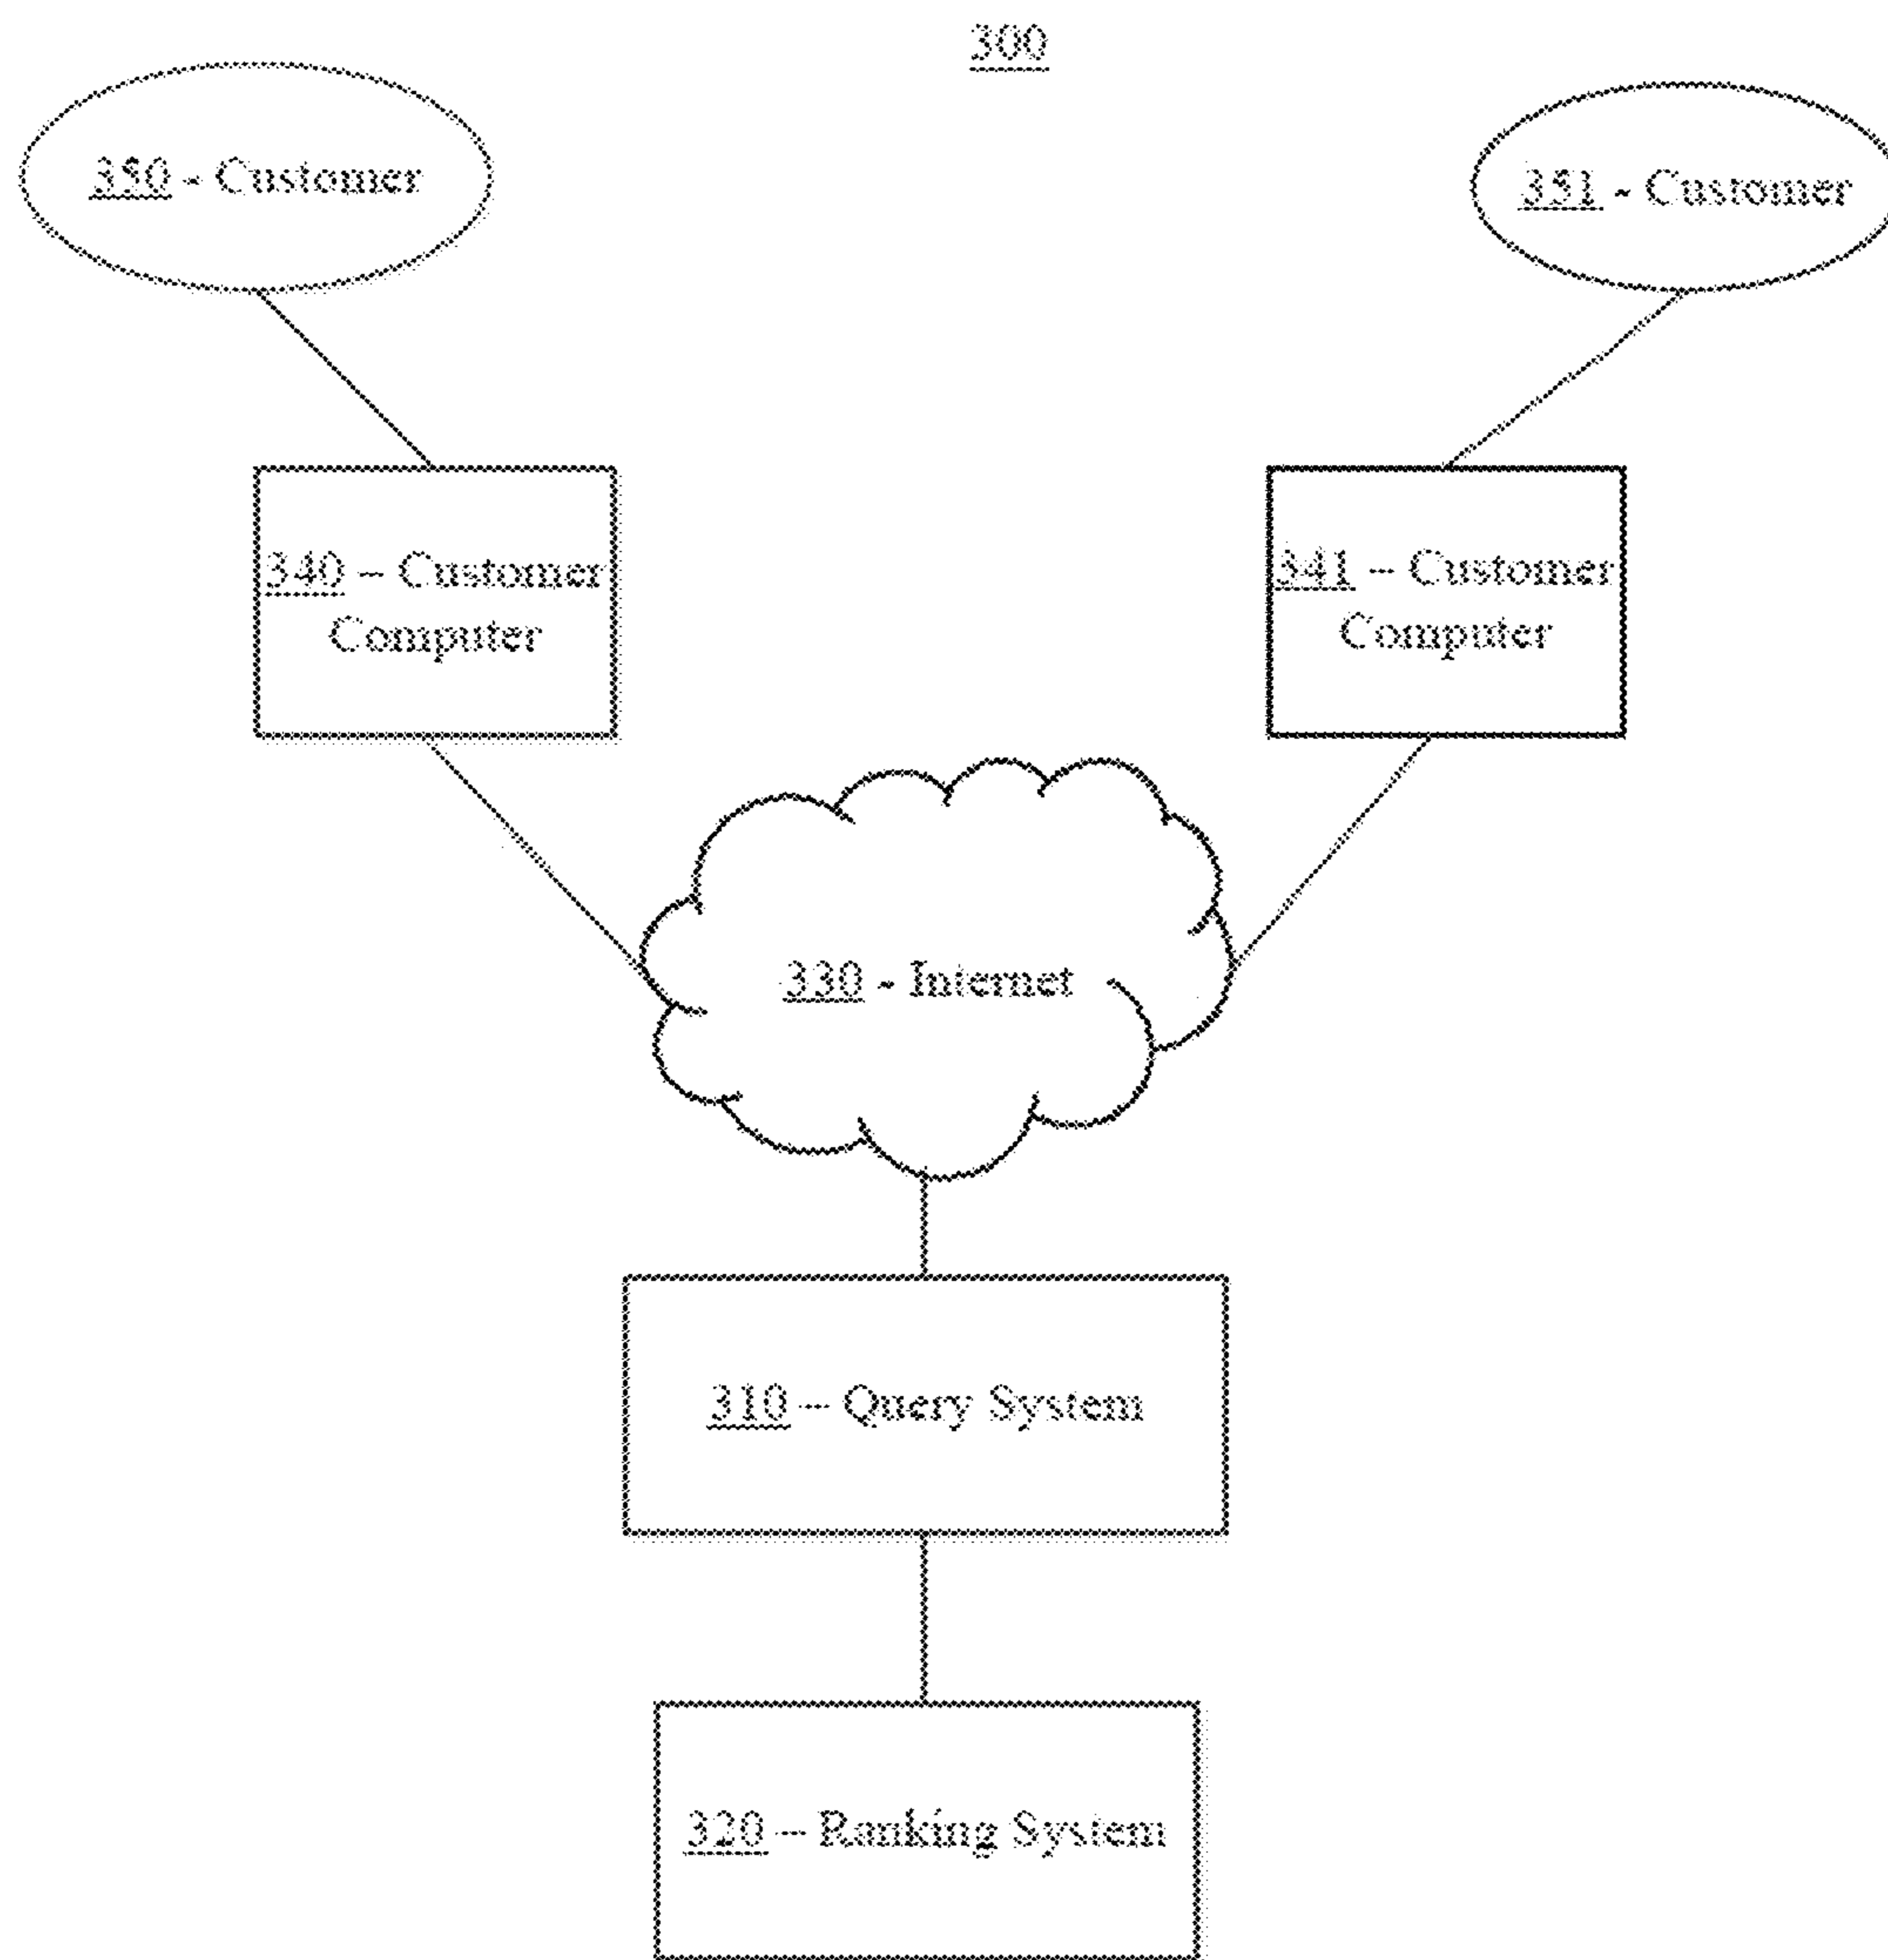 300
350 - Customer
351 - Customer
340 – Customer
Computer
341 – Customer
Computer
330 - Internet
310 – Query System
320 – Ranking System